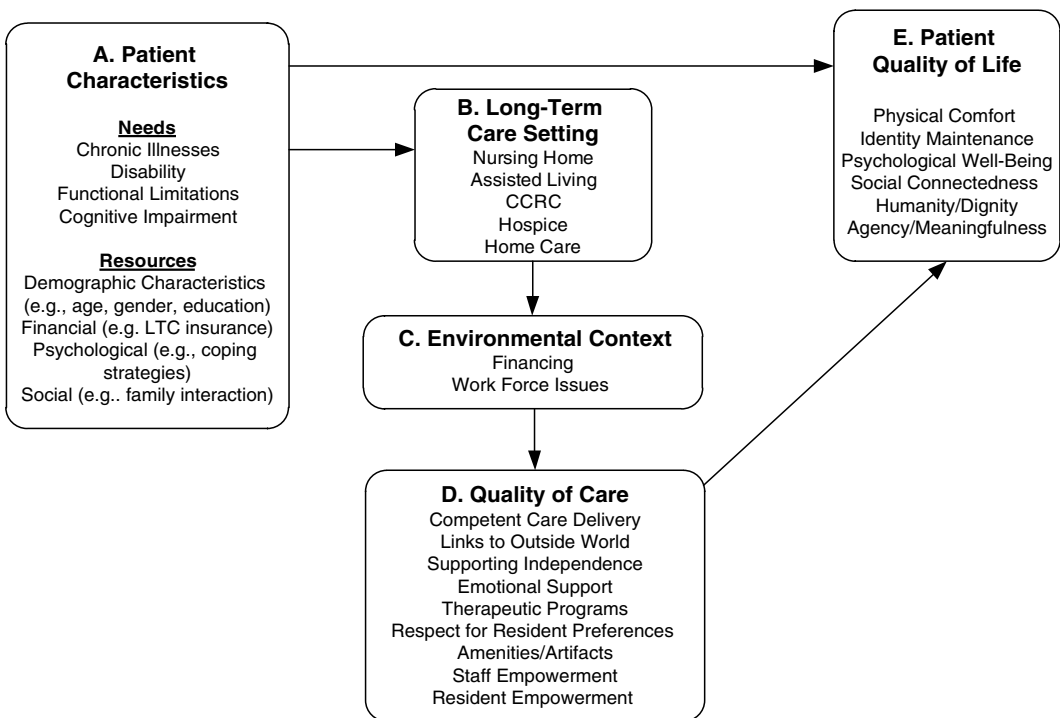 A. Patient
Characteristics
Needs
Chronic Illnesses
Disability
Functional Limitations
Cognitive Impairment
Resources
Demographic Characteristics
(e.g., age, gender, education)
Financial (e.g. LTC insurance)
Psychological (e.g., coping
strategies)
Social (e.g.. family interaction)
B. Long-Term
Care Setting
Nursing Home
Assisted Living
CCRC
Hospice
Home Care
C. Environmental Context
Financing
Work Force Issues
D. Quality of Care
Competent Care Delivery
Links to Outside World
Supporting Independence
Emotional Support
Therapeutic Programs
Respect for Resident Preferences
Amenities/Artifacts
Staff Empowerment
Resident Empowerment
E. Patient
Quality of Life
Physical Comfort
Identity Maintenance
Psychological Well-Being
Social Connectedness
Humanity/Dignity
Agency/Meaningfulness